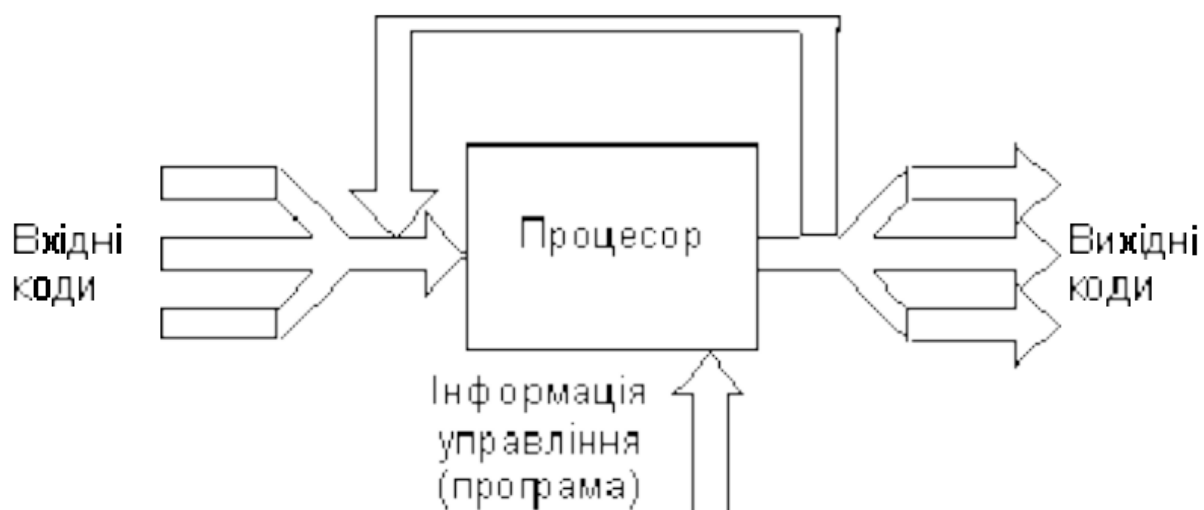 Вхідні
коди
Процесор
Вихідні
коди
Інформація
управління
(програма)